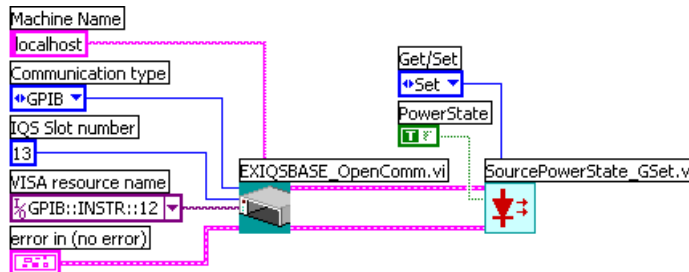 Machine Name
localhost
Communication type
GPIB
IQS Slot number
13
VISA resource name
GPIB::INSTR::12
error in (no error)
EXIQSBASE_OpenComm.vi
Get/Set
Set
PowerState
T
SourcePowerState_GSet.v